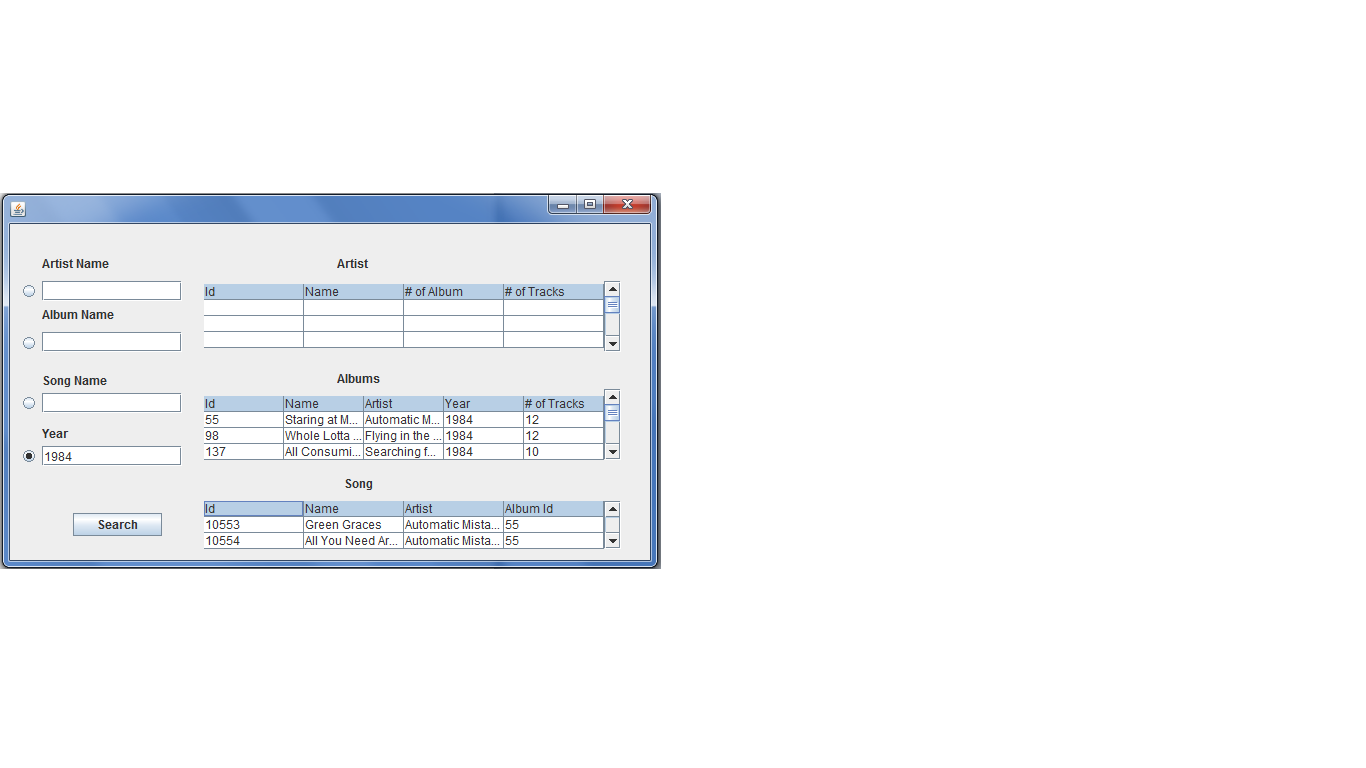 Artist Name
Album Name
Song Name
Year
1984
Search
Artist
Id Name # of Album # of Tracks
Albums
Id Name Artist Year # of Tracks
55 Staring at M... Automatic M... 1984 12
98 Whole Lotta ... Flying in the ... 1984 12
137 All Consumi... Searching f... 1984 10
Song
Id Name Artist Album Id
10553 Green Graces Automatic Mista... 55
10554 All You Need Ar... Automatic Mista... 55